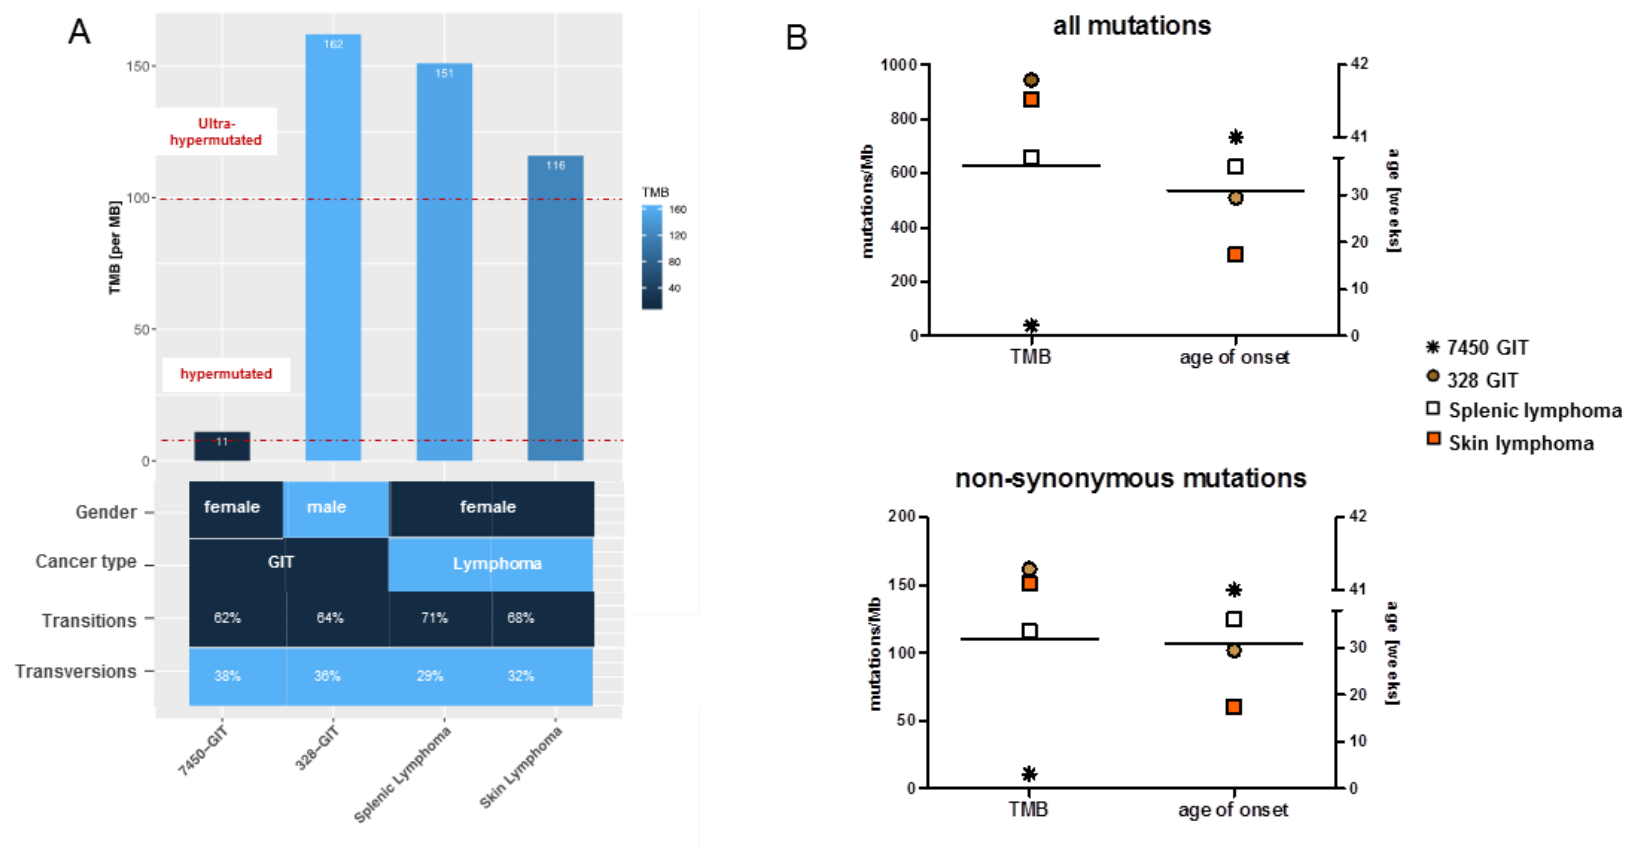 A
150
100
50
0
TMB [per MB]
Ultra-
hypermutated
hypermutated
162
151
116
11
TMB
160
120
80
40
Gender
female
male
female
Cancer type
GIT
Lymphoma
Transitions
62%
64%
71%
68%
Transversions
38%
36%
29%
32%
7450–GIT
328–GIT
Splenic Lymphoma
Skin Lymphoma
B
all mutations
1000
800
600
400
200
0
mutations/Mb
42
41
30
20
10
0
age [weeks]
TMB
age of onset
7450 GIT
328 GIT
Splenic lymphoma
Skin lymphoma
non-synonymous mutations
200
150
100
50
0
mutations/Mb
42
41
30
20
10
0
age [weeks]
TMB
age of onset